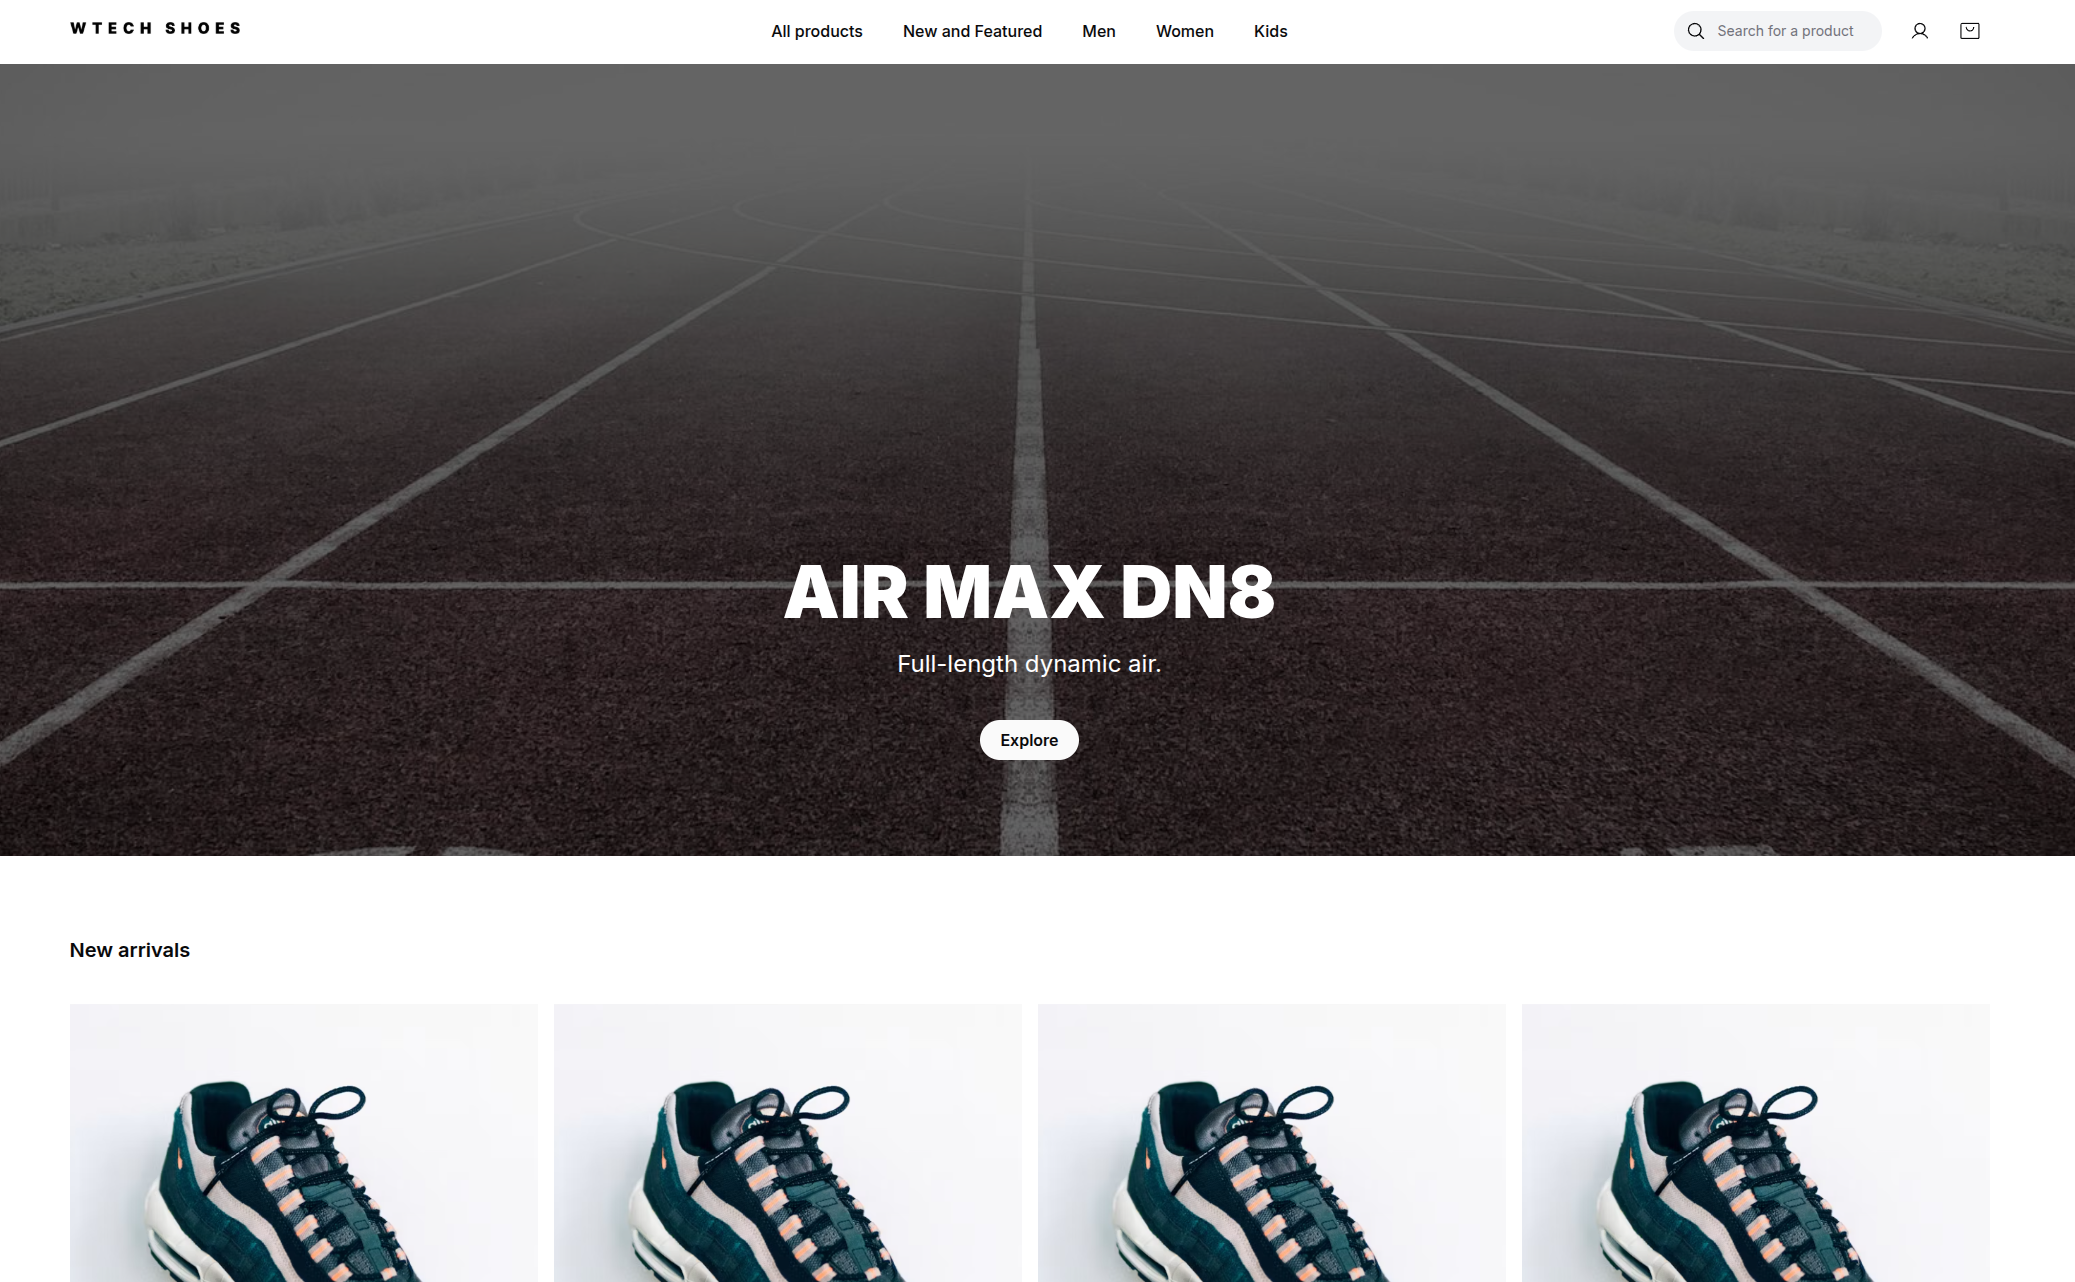 WTECH SHOES
All products
New and Featured
Men
Women
Kids
Search for a product
AIR MAX DN8
Full-length dynamic air.
Explore
New arrivals